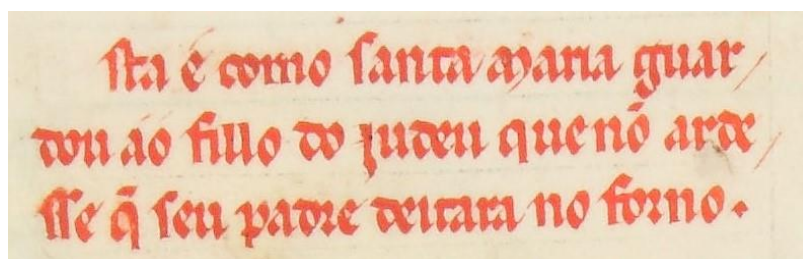 sta é como santa maria guar/
dou ao fillo do judeu que nõ arde/
sse q̃ seu padre deitara no forno.